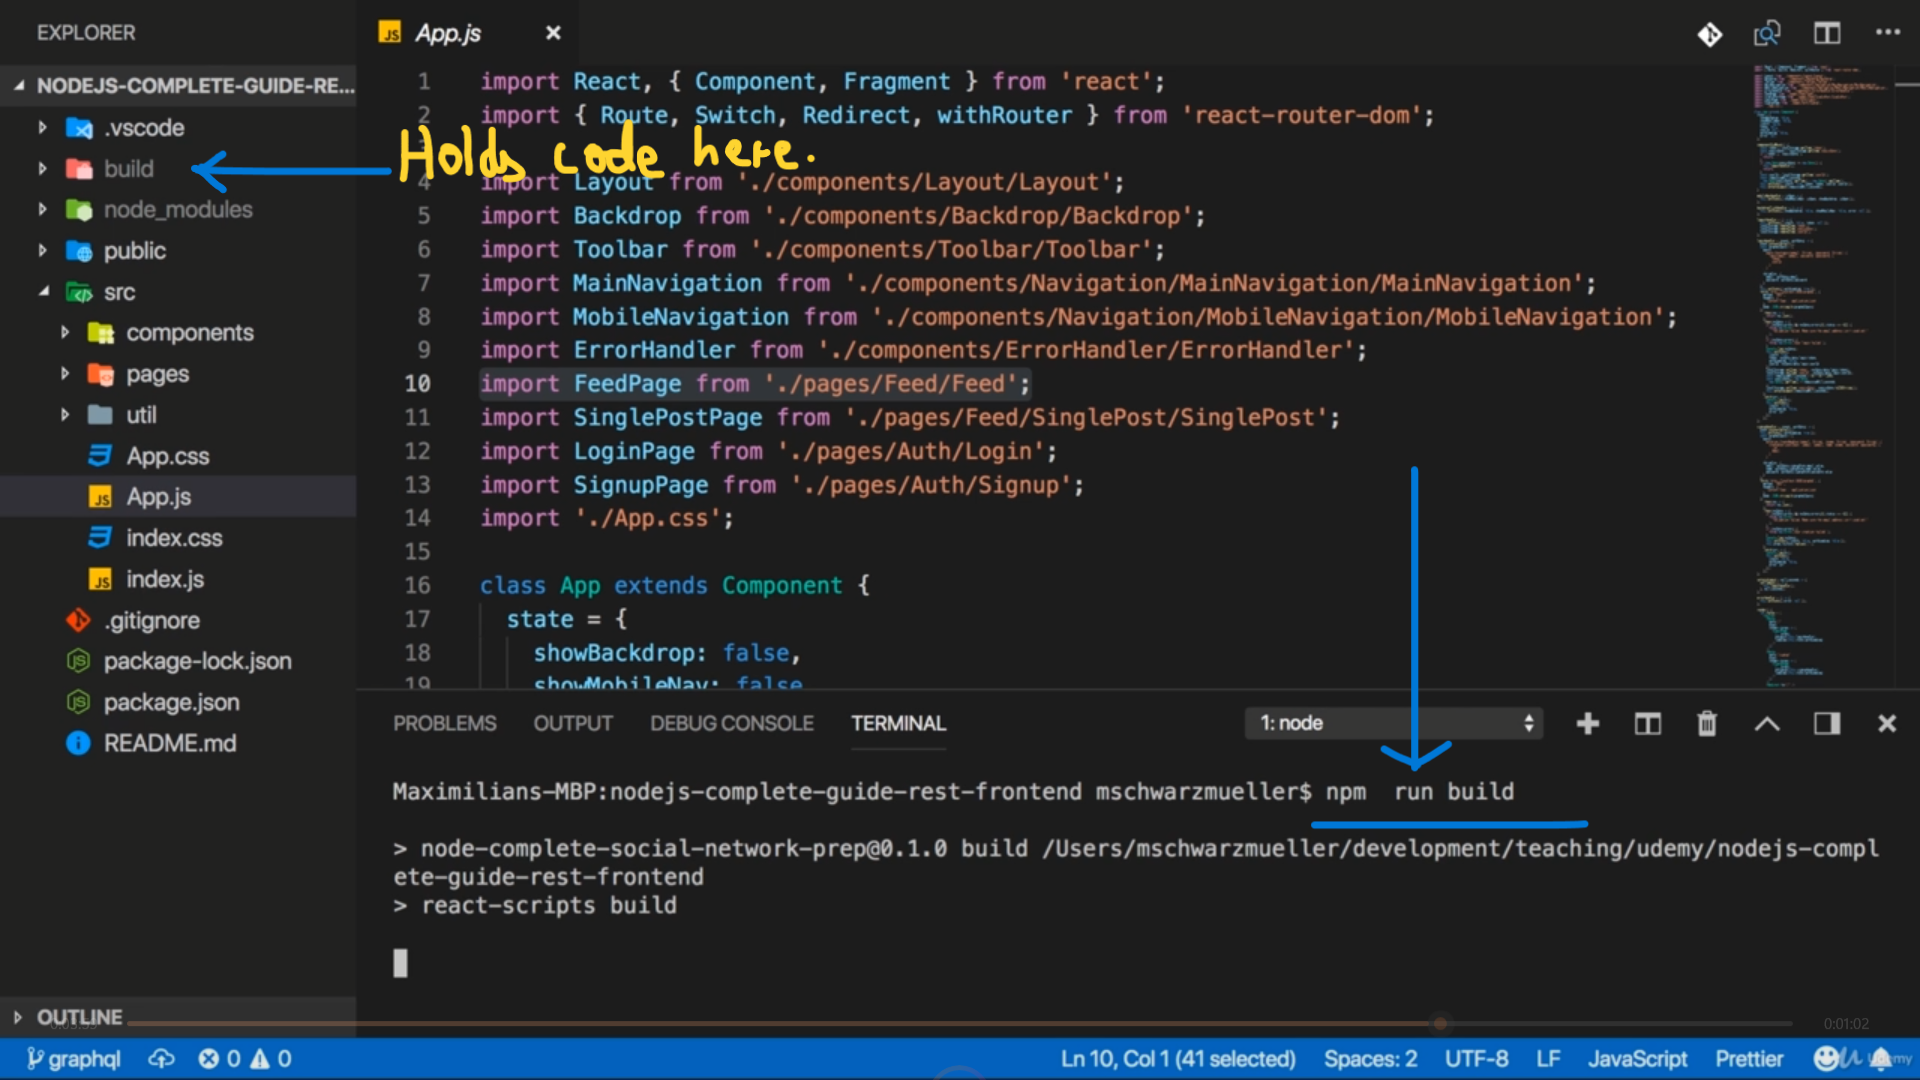 EXPLORER
NODEJS-COMPLETE-GUIDE-RE...
.vscode
build
node_modules
public
src
components
pages
util
App.css
App.js
index.css
index.js
.gitignore
package-lock.json
package.json
README.md
OUTLINE
App.js
Holds code here.
1 import React, { Component, Fragment } from 'react';
2 import { Route, Switch, Redirect, withRouter } from 'react-router-dom';
4 import Layout from './components/Layout/Layout';
5 import Backdrop from './components/Backdrop/Backdrop';
6 import Toolbar from './components/Toolbar/Toolbar';
7 import MainNavigation from './components/Navigation/MainNavigation/MainNavigation';
8 import MobileNavigation from './components/Navigation/MobileNavigation/MobileNavigation';
9 import ErrorHandler from './components/ErrorHandler/ErrorHandler';
10 import FeedPage from './pages/Feed/Feed';
11 import SinglePostPage from './pages/Feed/SinglePost/SinglePost';
12 import LoginPage from './pages/Auth/Login';
13 import SignupPage from './pages/Auth/Signup';
14 import './App.css';
15
16 class App extends Component {
17 state = {
18 showBackdrop: false,
19 showMobileNav: false
PROBLEMS OUTPUT DEBUG CONSOLE TERMINAL 1: node
Maximilians-MBP:nodejs-complete-guide-rest-frontend mschwarzmueller$ npm run build
> node-complete-social-network-prep@0.1.0 build /Users/mschwarzmueller/development/teaching/udemy/nodejs-compl
ete-guide-rest-frontend
> react-scripts build
0:01:02
graphql 0 0 Ln 10, Col 1 (41 selected) Spaces: 2 UTF-8 LF JavaScript Prettier Udemy